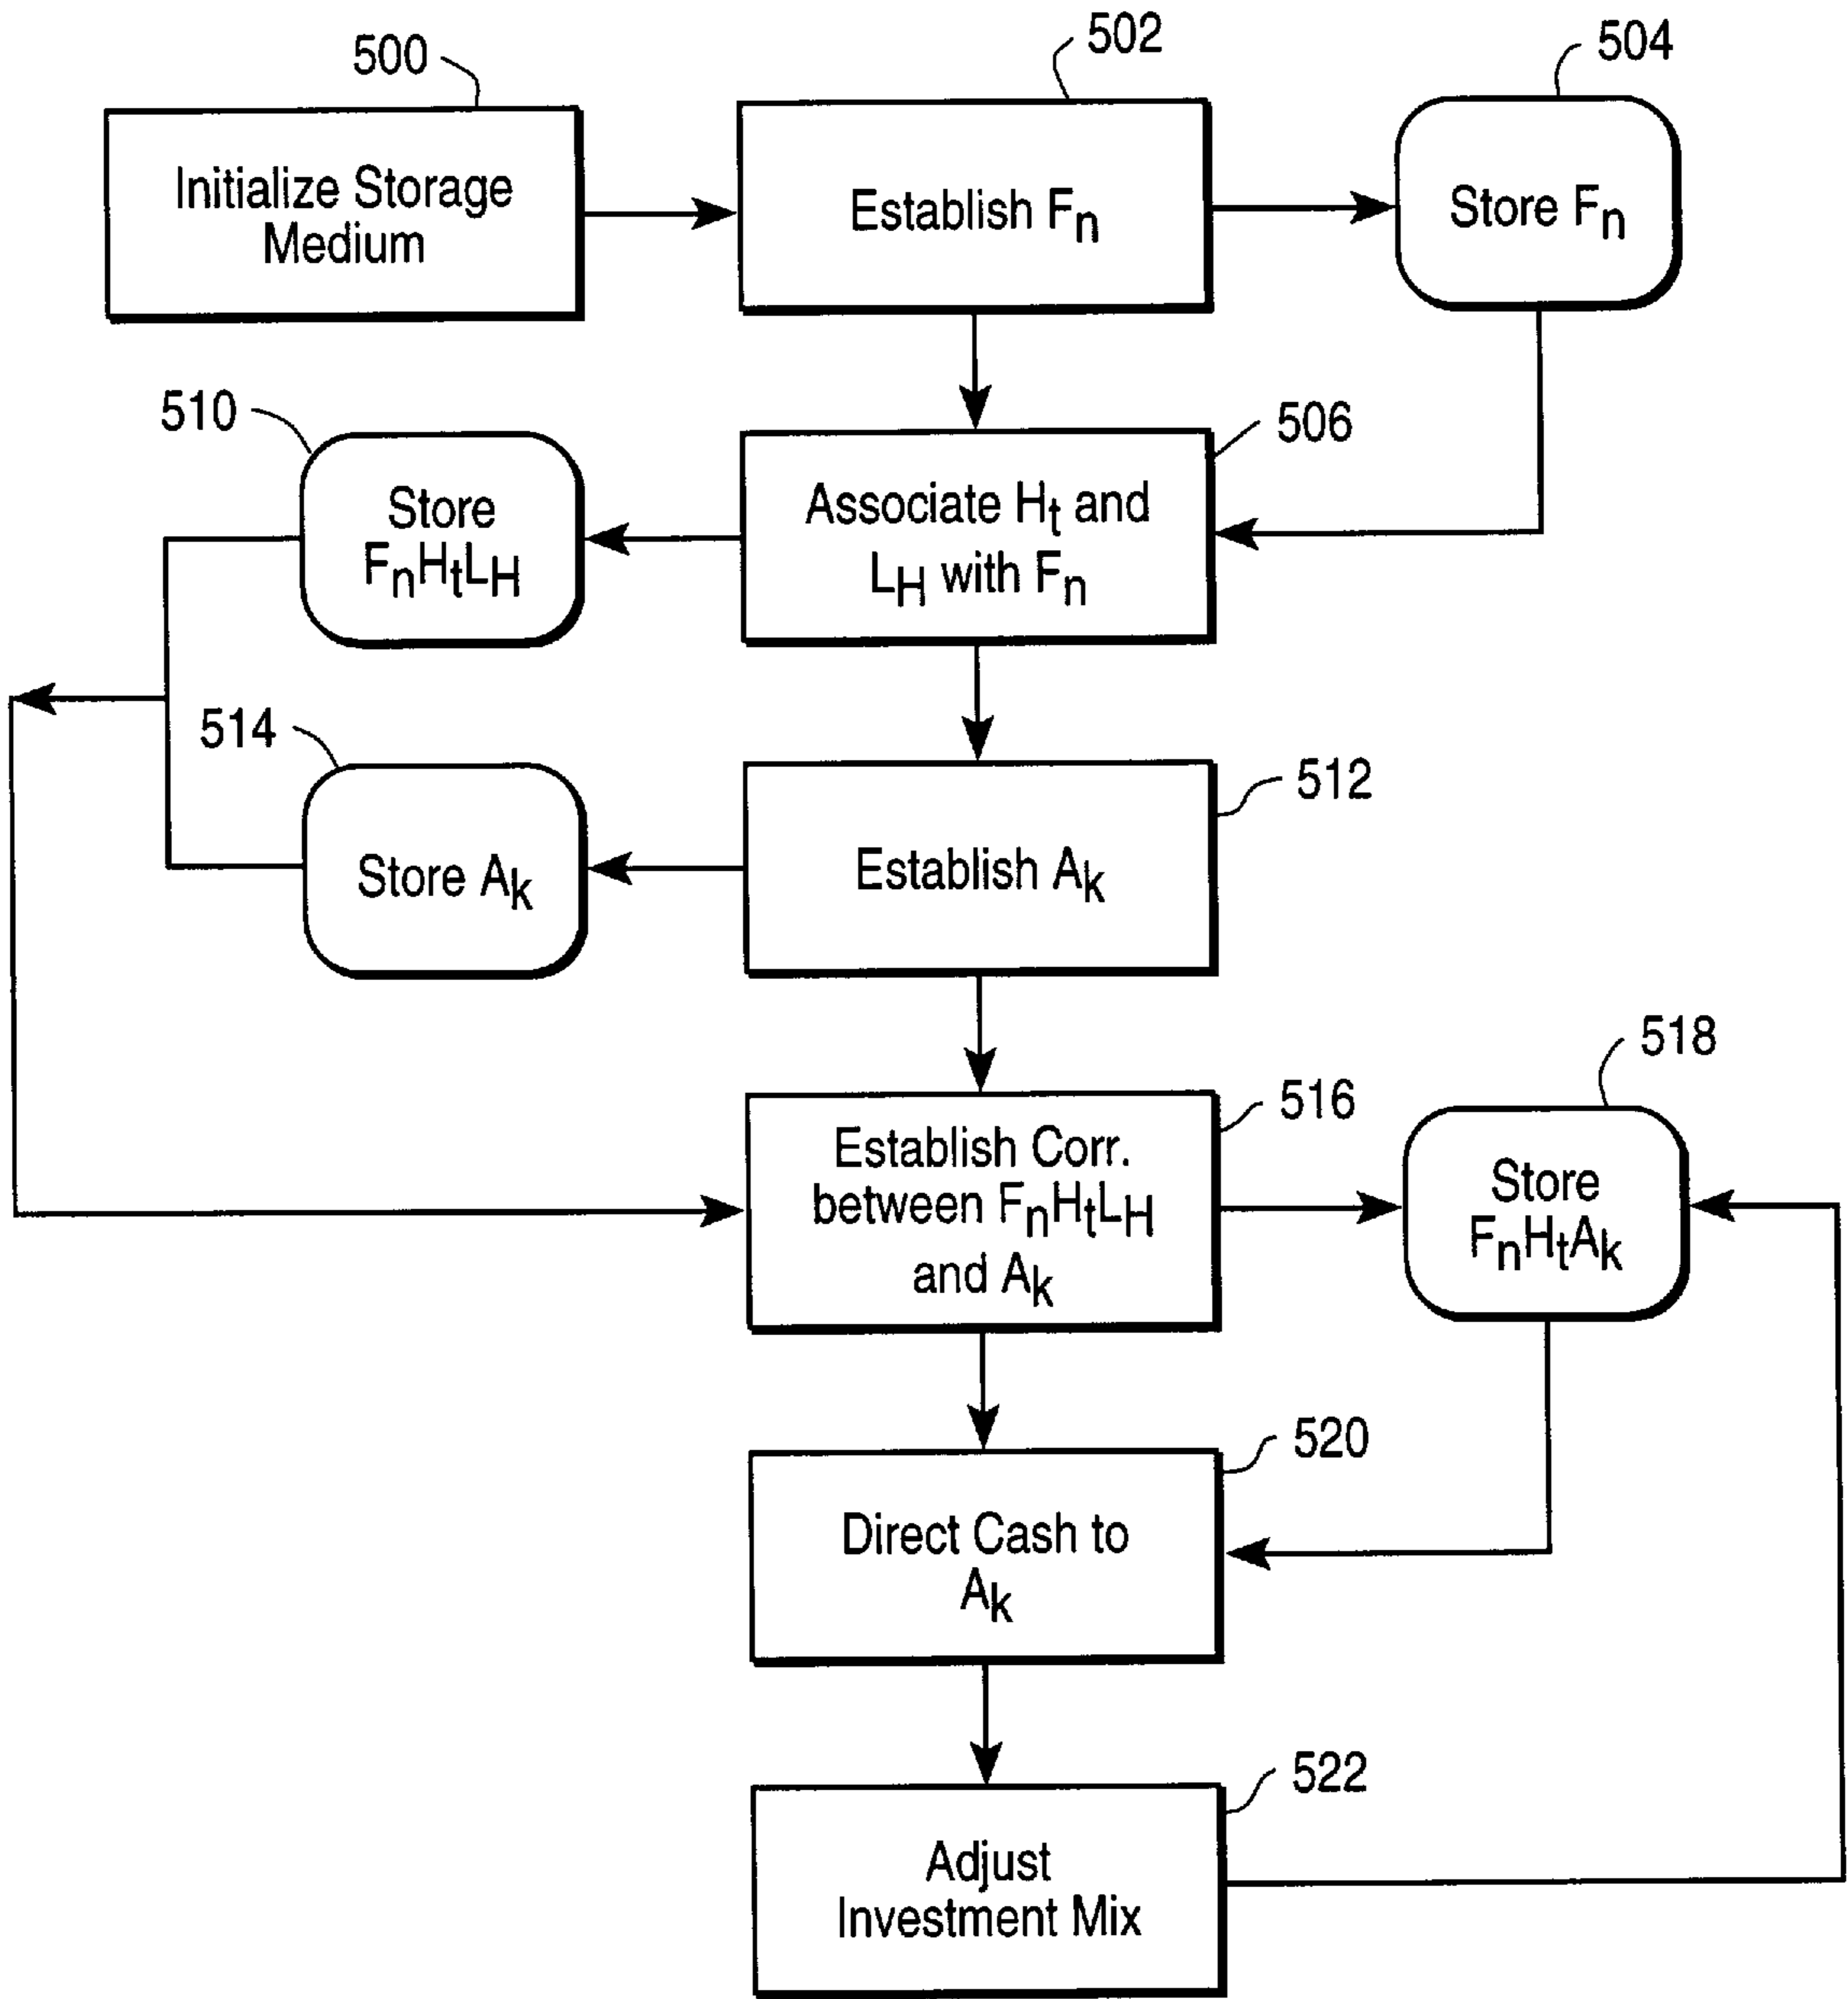 500
502
504
Initialize Storage
Medium
Establish Fn
Store Fn
510
506
Store
FnHtLH
Associate Ht and
LH with Fn
514
512
Store Ak
Establish Ak
518
516
Establish Corr.
between FnHtLH
and Ak
Store
FnHtAk
520
Direct Cash to
Ak
522
Adjust
Investment Mix